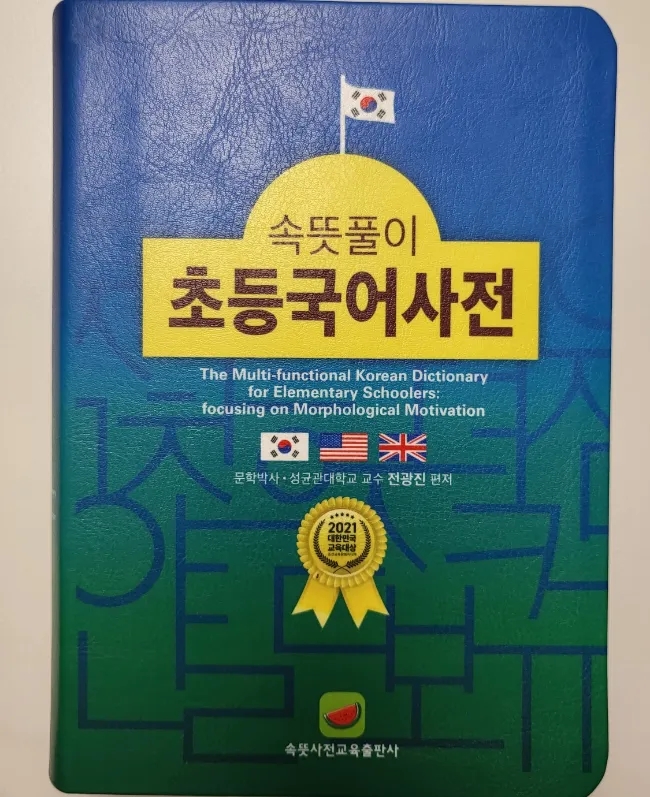 속뜻풀이
초등국어사전
The Multi-functional Korean Dictionary
for Elementary Schoolers:
focusing on Morphological Motivation
문학박사·성균관대학교 교수 전광진 편저
2021
대한민국
교육대상
속뜻사전교육출판사